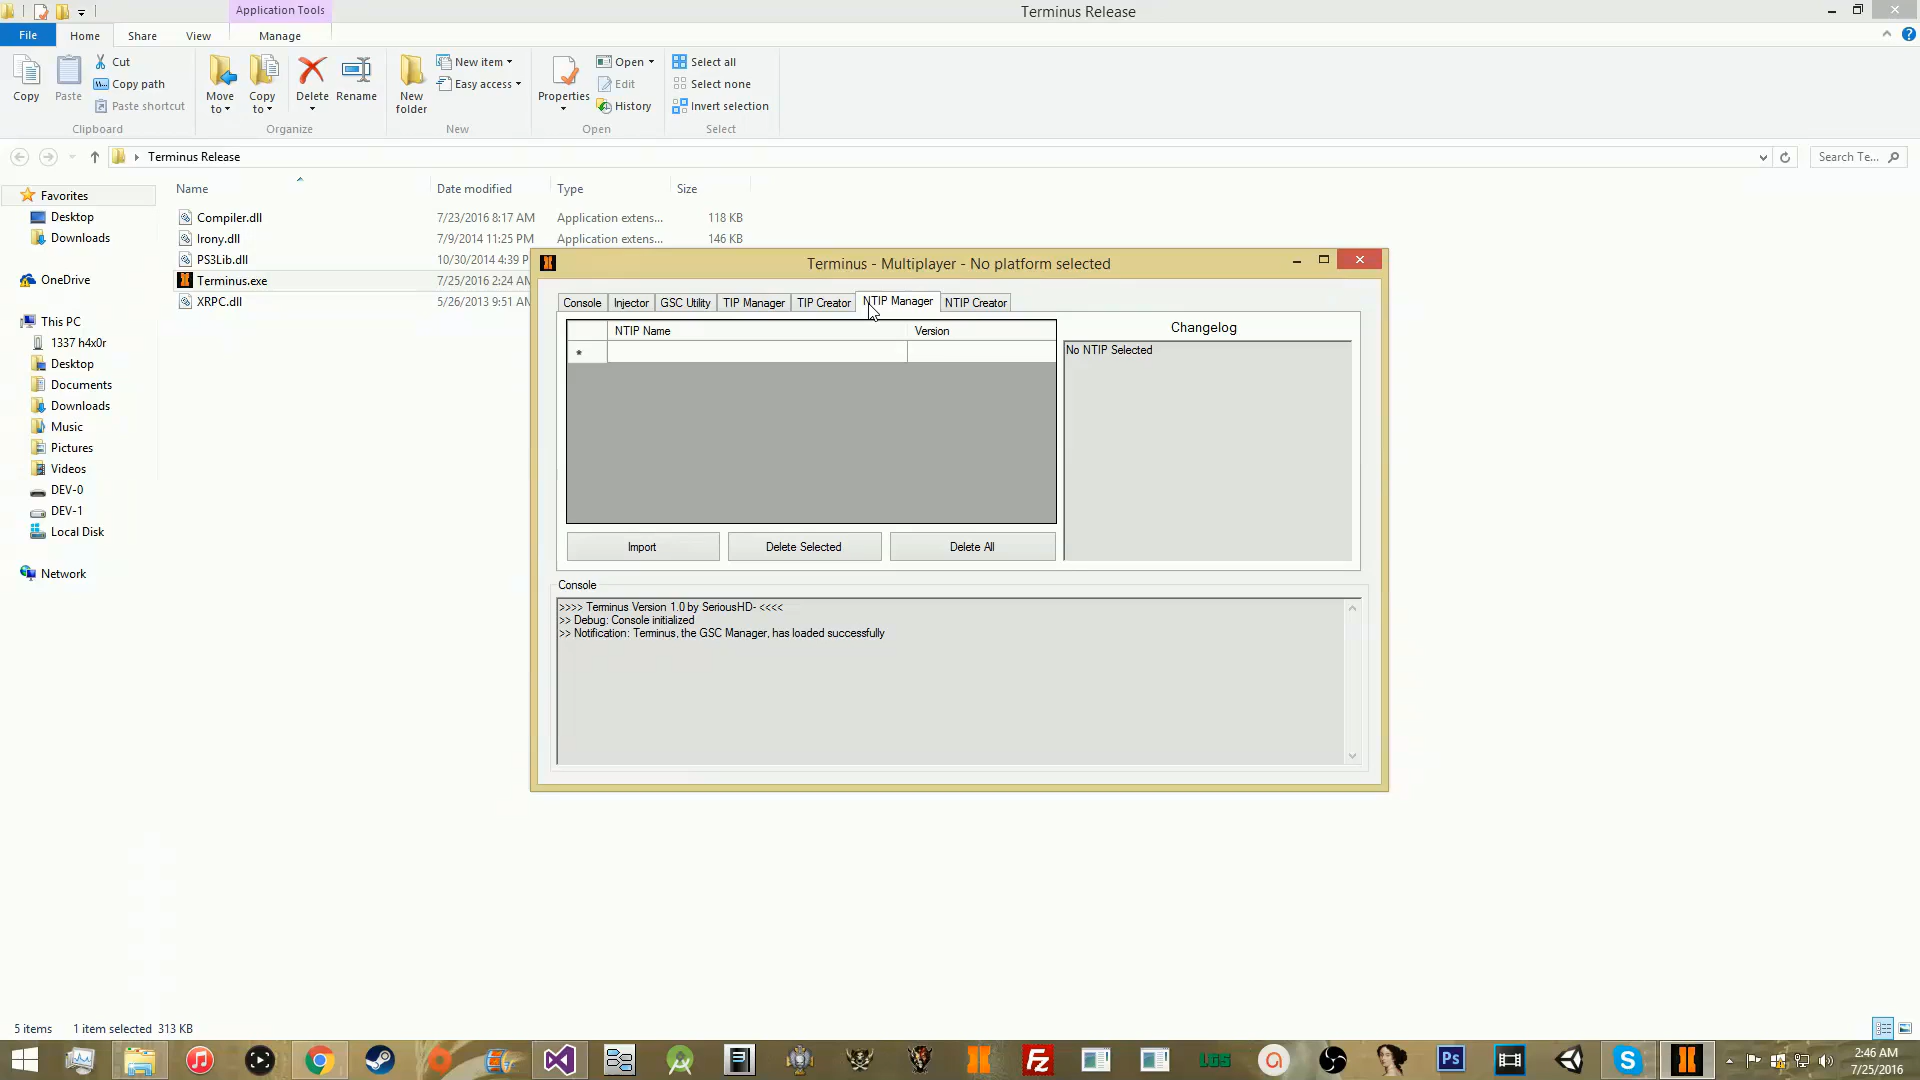 Application Tools
Terminus Release
File
Home
Share
View
Manage
Copy
Paste
Cut
Copy path
Paste shortcut
Clipboard
Move to
Copy to
Delete
Rename
Organize
New folder
New item
Easy access
New
Properties
Open
Edit
History
Open
Select all
Select none
Invert selection
Select
Terminus Release
Search Te...
Favorites
Desktop
Downloads
OneDrive
This PC
1337 h4x0r
Desktop
Documents
Downloads
Music
Pictures
Videos
DEV-0
DEV-1
Local Disk
Network
Name Date modified Type Size
Compiler.dll 7/23/2016 8:17 AM Application extens... 118 KB
Irony.dll 7/9/2014 11:25 PM Application extens... 146 KB
PS3Lib.dll 10/30/2014 4:39 P
Terminus.exe 7/25/2016 2:24 AM
XRPC.dll 5/26/2013 9:51 AM
Terminus - Multiplayer - No platform selected
Console Injector GSC Utility TIP Manager TIP Creator NTIP Manager NTIP Creator
NTIP Name Version
*
Changelog
No NTIP Selected
Import Delete Selected Delete All
Console
>>>> Terminus Version 1.0 by SeriousHD- <<<<
>> Debug: Console initialized
>> Notification: Terminus, the GSC Manager, has loaded successfully
5 items 1 item selected 313 KB
Fz
LGS
Ps
2:46 AM
7/25/2016